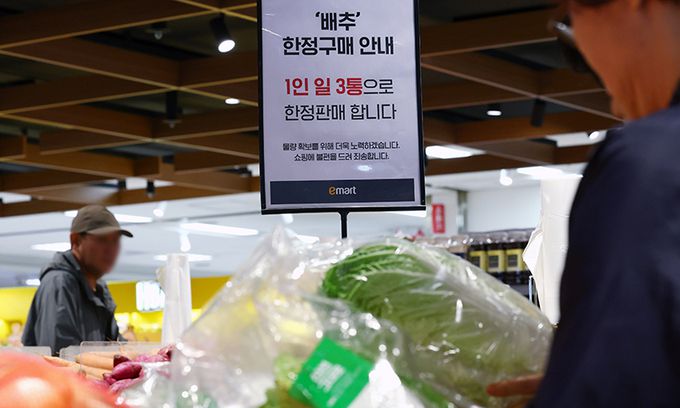 '배추'
한정구매 안내
1인 일 3통으로
한정판매 합니다
물량 확보를 위해 더욱 노력하겠습니다.
쇼핑에 불편을 드려 죄송합니다.
emart